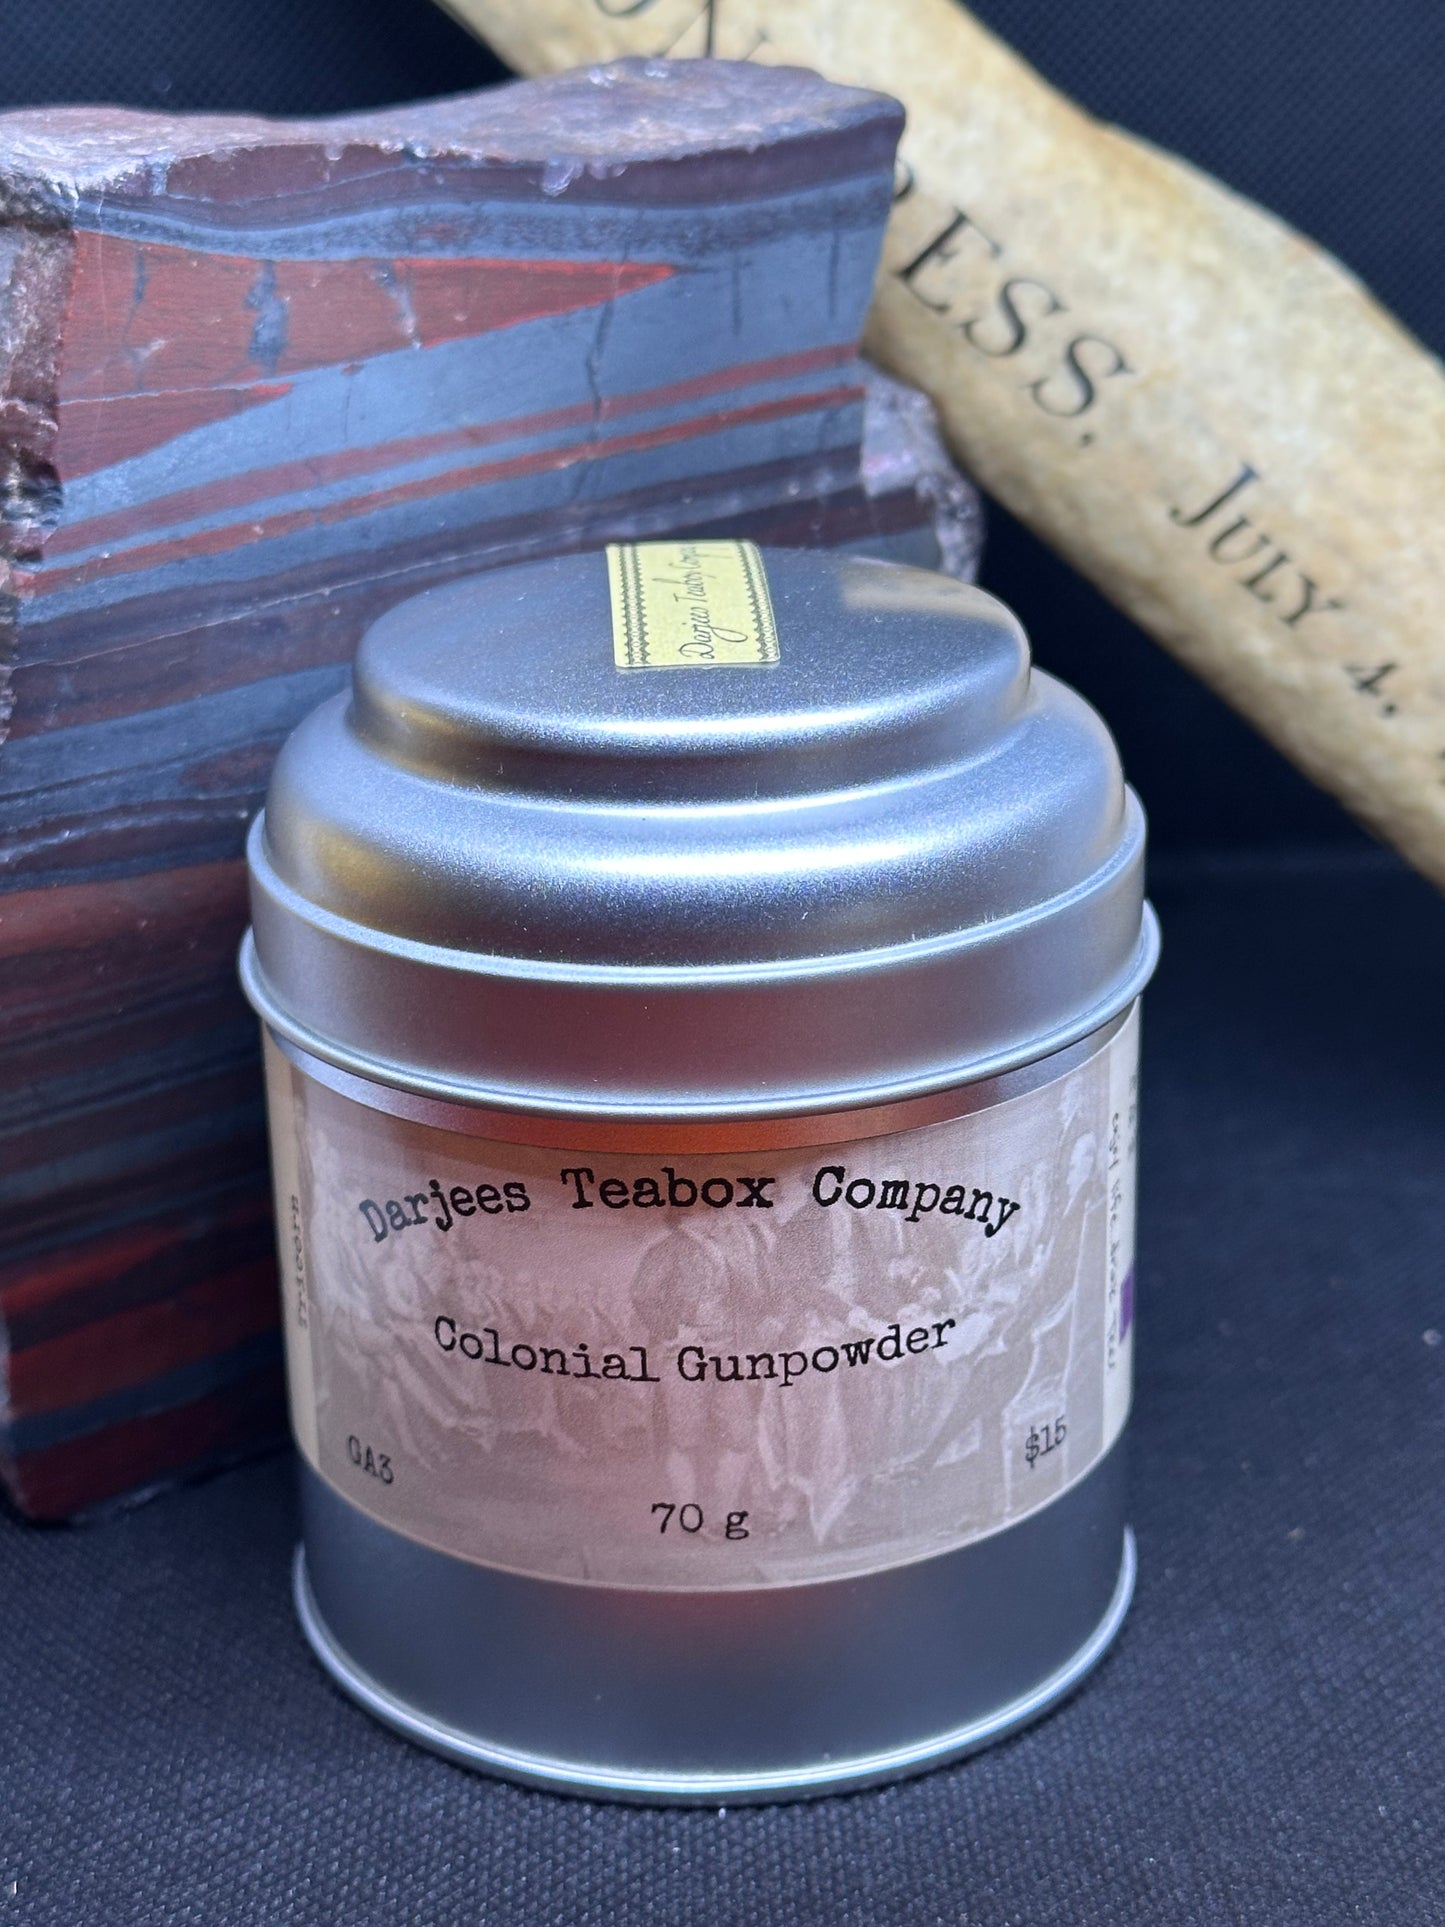 ESS. JULY 4,
Darjees Teabox Company
Colonial Gunpowder
GA3
$15
70 g